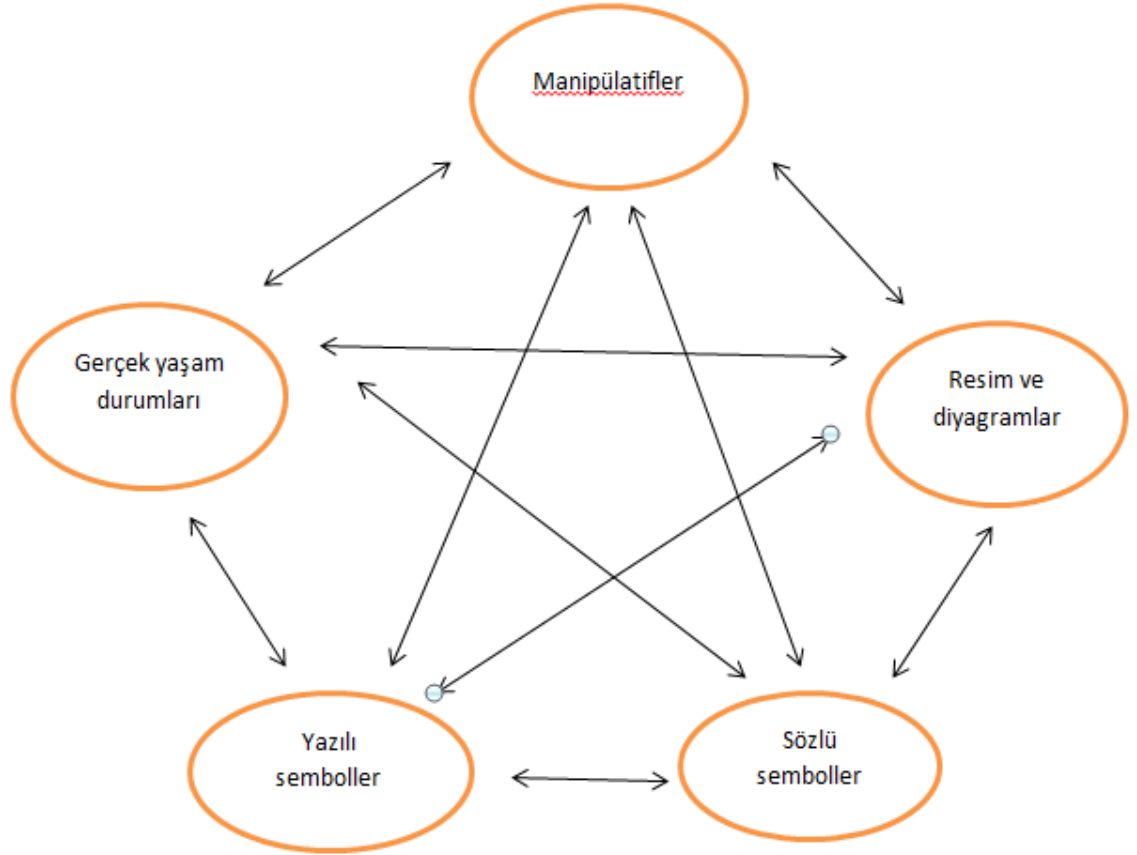 Manipülatifler
Gerçek yaşam
durumları
Resim ve
diyagramlar
Yazılı
semboller
Sözlü
semboller